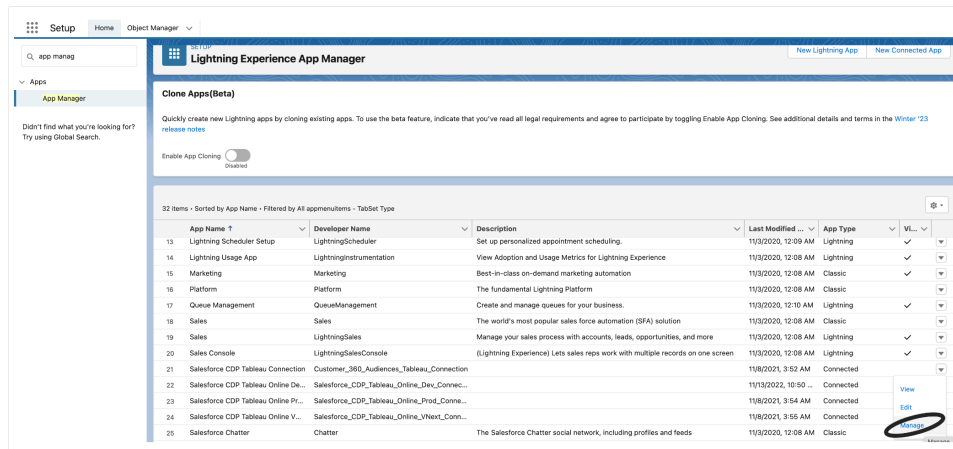 Setup Home Object Manager
app manag
SETUP
Lightning Experience App Manager
New Lightning App New Connected App
Apps
App Manager
Didn't find what you're looking for?
Try using Global Search.
Clone Apps(Beta)
Quickly create new Lightning apps by cloning existing apps. To use the beta feature, indicate that you've read all legal requirements and agree to participate by toggling Enable App Cloning. See additional details and terms in the Winter '23
release notes
Enable App Cloning
Disabled
32 items • Sorted by App Name • Filtered by All appmenuitems - TabSet Type
App Name ↑ Developer Name Description Last Modified ... App Type Vi...
13 Lightning Scheduler Setup LightningScheduler Set up personalized appointment scheduling. 11/3/2020, 12:09 AM Lightning ✓
14 Lightning Usage App LightningInstrumentation View Adoption and Usage Metrics for Lightning Experience 11/3/2020, 12:08 AM Lightning ✓
15 Marketing Marketing Best-in-class on-demand marketing automation 11/3/2020, 12:08 AM Classic ✓
16 Platform Platform The fundamental Lightning Platform 11/3/2020, 12:08 AM Classic
17 Queue Management QueueManagement Create and manage queues for your business. 11/3/2020, 12:10 AM Lightning ✓
18 Sales Sales The world's most popular sales force automation (SFA) solution 11/3/2020, 12:08 AM Classic
19 Sales LightningSales Manage your sales process with accounts, leads, opportunities, and more 11/3/2020, 12:08 AM Lightning ✓
20 Sales Console LightningSalesConsole (Lightning Experience) Lets sales reps work with multiple records on one screen 11/3/2020, 12:08 AM Lightning ✓
21 Salesforce CDP Tableau Connection Customer_360_Audiences_Tableau_Connection 11/8/2021, 3:52 AM Connected
22 Salesforce CDP Tableau Online De... Salesforce_CDP_Tableau_Online_Dev_Connec... 11/13/2022, 10:50 ... Connected
View
23 Salesforce CDP Tableau Online Pr... Salesforce_CDP_Tableau_Online_Prod_Conne... 11/8/2021, 3:54 AM Connected
Edit
24 Salesforce CDP Tableau Online V... Salesforce_CDP_Tableau_Online_VNext_Conn... 11/8/2021, 3:55 AM Connected
Manage
25 Salesforce Chatter Chatter The Salesforce Chatter social network, including profiles and feeds 11/3/2020, 12:08 AM Classic
Manage